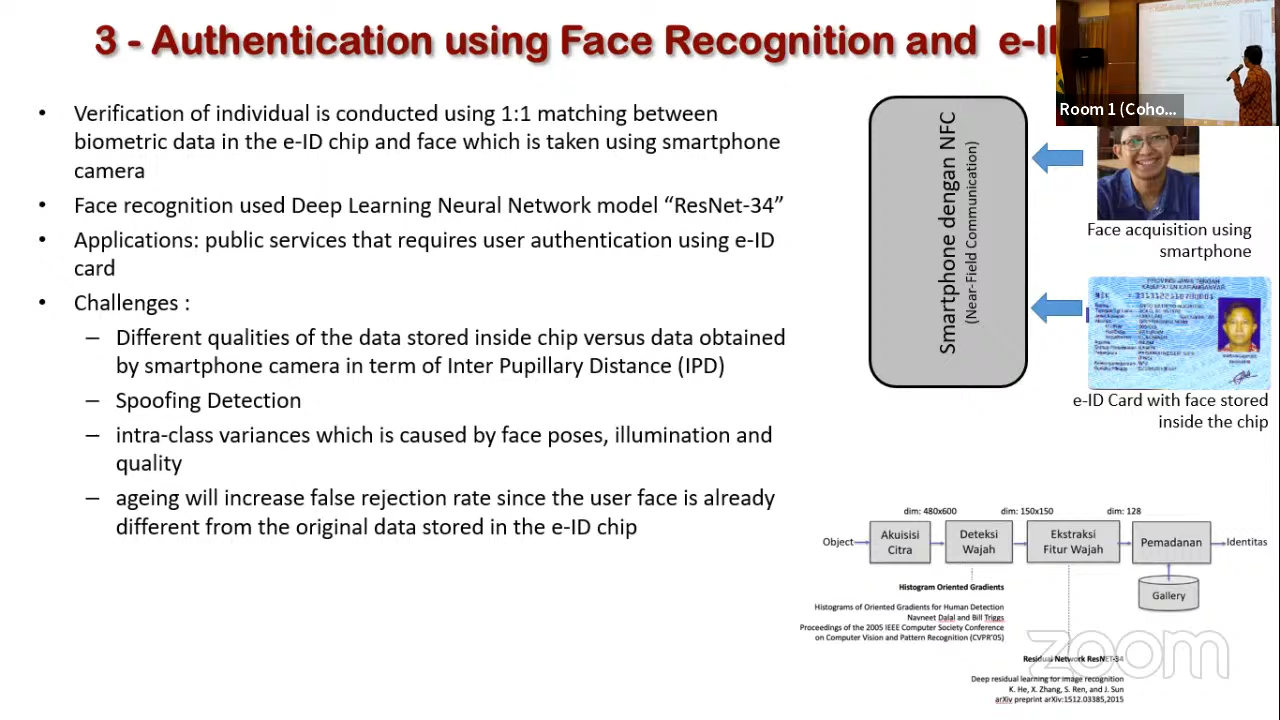 3 - Authentication using Face Recognition and e-I
• Verification of individual is conducted using 1:1 matching between
biometric data in the e-ID chip and face which is taken using smartphone
camera
• Face recognition used Deep Learning Neural Network model “ResNet-34”
• Applications: public services that requires user authentication using e-ID
card
• Challenges :
– Different qualities of the data stored inside chip versus data obtained
by smartphone camera in term of Inter Pupillary Distance (IPD)
– Spoofing Detection
– intra-class variances which is caused by face poses, illumination and
quality
– ageing will increase false rejection rate since the user face is already
different from the original data stored in the e-ID chip
Room 1 (Coho...
Smartphone dengan NFC
(Near-Field Communication)
Face acquisition using
smartphone
PROVINSI JAWA TENGAH
KABUPATEN KARANGANYAR
NIK
e-ID Card with face stored
inside the chip
dim: 480x600
dim: 150x150
dim: 128
Object
Akuisisi
Citra
Deteksi
Wajah
Ekstraksi
Fitur Wajah
Pemadanan
Identitas
Gallery
Histogram Oriented Gradients
Histograms of Oriented Gradients for Human Detection
Navneet Dalal and Bill Triggs
Proceedings of the 2005 IEEE Computer Society Conference
on Computer Vision and Pattern Recognition (CVPR'05)
Residual Network ResNET-34
Deep residual learning for image recognition
K. He, X. Zhang, S. Ren, and J. Sun
arXiv preprint arXiv:1512.03385,2015
zoom